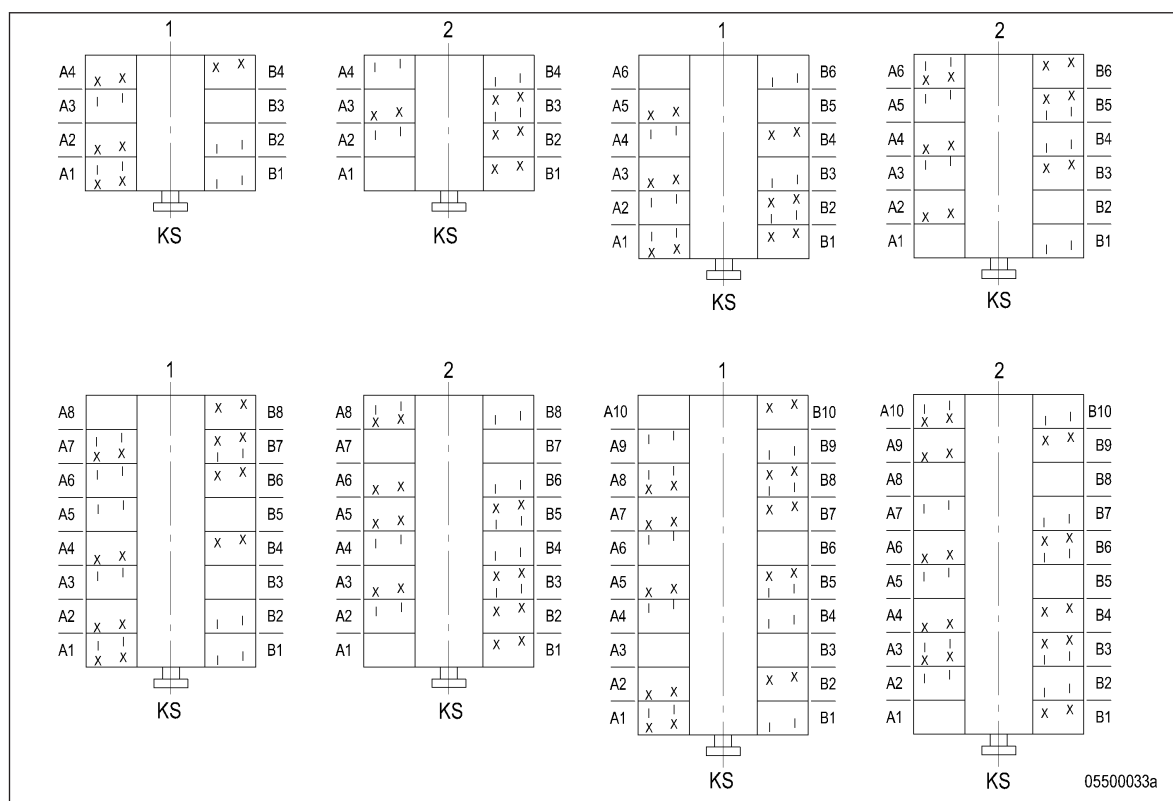 1
A4 B4
A3 B3
A2 B2
A1 B1
KS
2
A4 B4
A3 B3
A2 B2
A1 B1
KS
1
A6 B6
A5 B5
A4 B4
A3 B3
A2 B2
A1 B1
KS
2
A6 B6
A5 B5
A4 B4
A3 B3
A2 B2
A1 B1
KS
1
A8 B8
A7 B7
A6 B6
A5 B5
A4 B4
A3 B3
A2 B2
A1 B1
KS
2
A8 B8
A7 B7
A6 B6
A5 B5
A4 B4
A3 B3
A2 B2
A1 B1
KS
1
A10 B10
A9 B9
A8 B8
A7 B7
A6 B6
A5 B5
A4 B4
A3 B3
A2 B2
A1 B1
KS
2
A10 B10
A9 B9
A8 B8
A7 B7
A6 B6
A5 B5
A4 B4
A3 B3
A2 B2
A1 B1
KS
05500033a